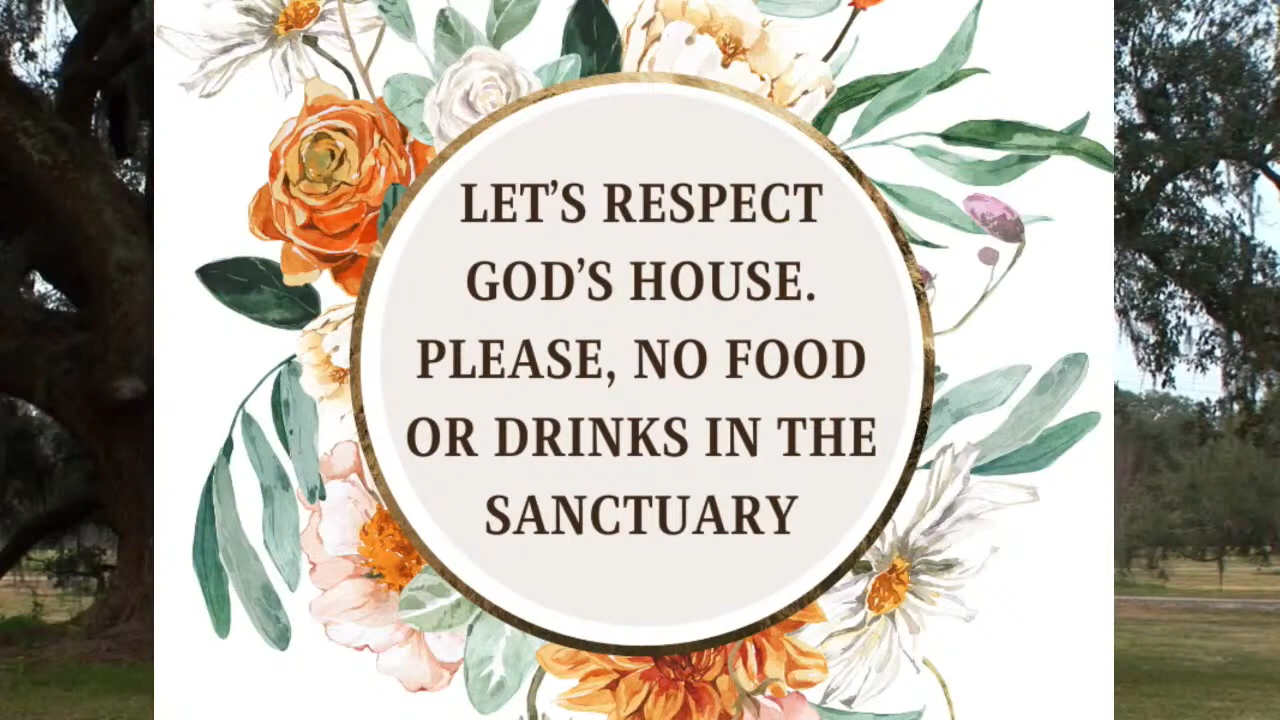 LET’S RESPECT
GOD’S HOUSE.
PLEASE, NO FOOD
OR DRINKS IN THE
SANCTUARY